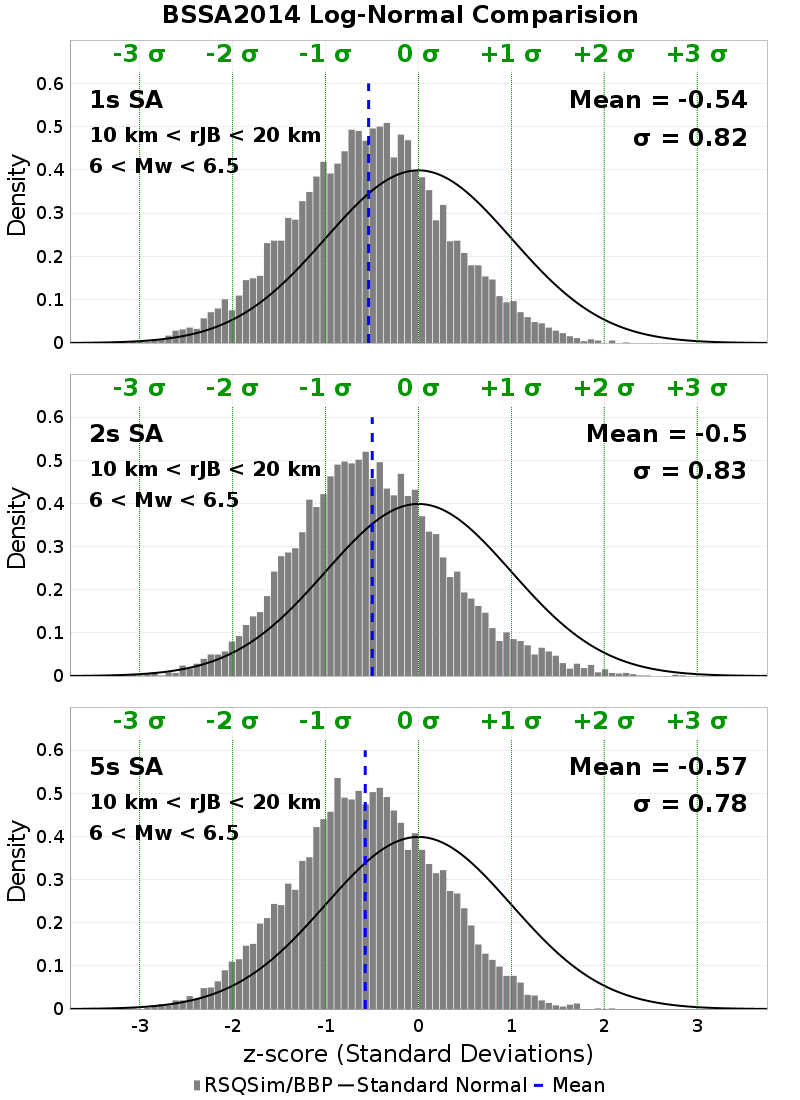 BSSA2014 Log-Normal Comparision
-3 σ -2 σ -1 σ 0 σ +1 σ +2 σ +3 σ
0.6
1s SA
Mean = -0.54
0.5
10 km < rJB < 20 km
σ = 0.82
6 < Mw < 6.5
0.4
0.3
0.2
0.1
0
Density
-3 σ -2 σ -1 σ 0 σ +1 σ +2 σ +3 σ
0.6
2s SA
Mean = -0.5
0.5
10 km < rJB < 20 km
σ = 0.83
6 < Mw < 6.5
0.4
0.3
0.2
0.1
0
Density
-3 σ -2 σ -1 σ 0 σ +1 σ +2 σ +3 σ
0.6
5s SA
Mean = -0.57
0.5
10 km < rJB < 20 km
σ = 0.78
6 < Mw < 6.5
0.4
0.3
0.2
0.1
0
Density
-3 -2 -1 0 1 2 3
z-score (Standard Deviations)
RSQSim/BBP Standard Normal Mean